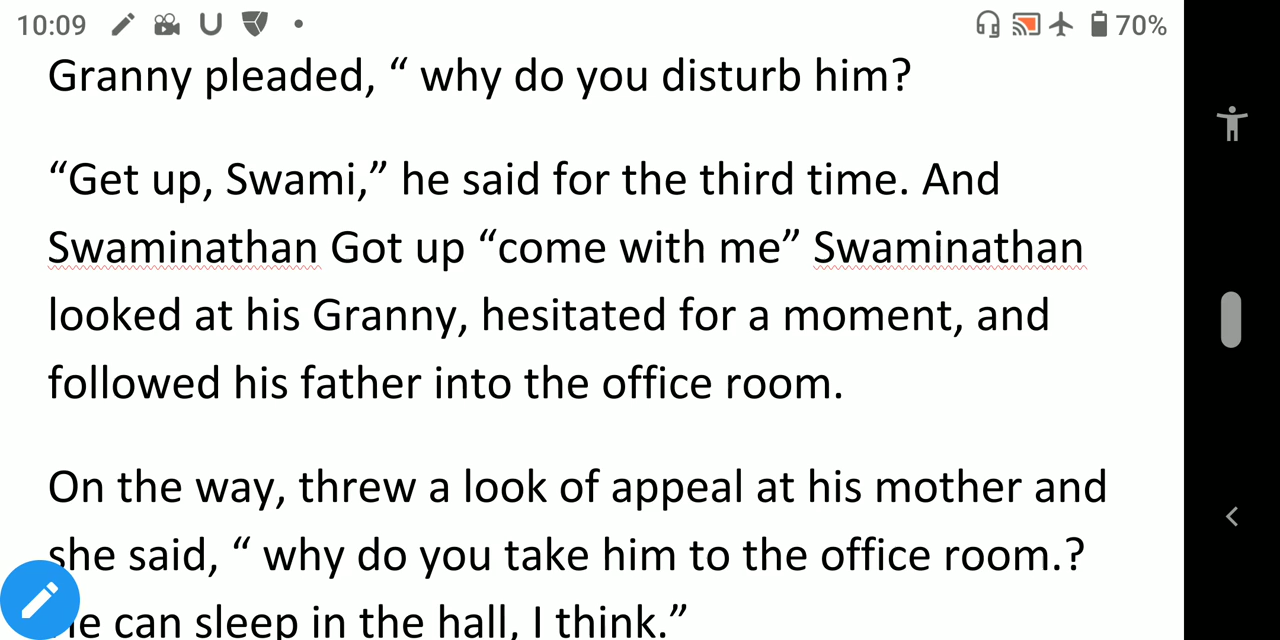 10:09 U 70%
Granny pleaded, “ why do you disturb him?
“Get up, Swami,” he said for the third time. And
Swaminathan Got up “come with me” Swaminathan
looked at his Granny, hesitated for a moment, and
followed his father into the office room.
On the way, threw a look of appeal at his mother and
she said, “ why do you take him to the office room.?
can sleep in the hall, I think.”